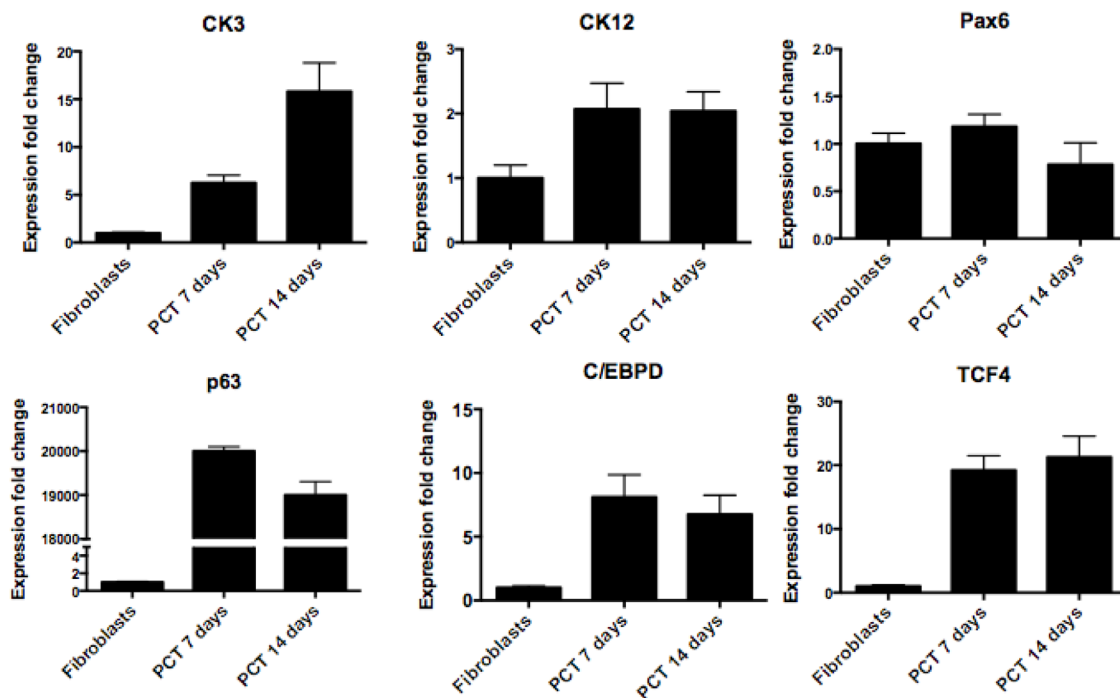 CK3
Expression fold change
20
15
10
5
0
Fibroblasts
PCT 7 days
PCT 14 days
CK12
Expression fold change
3
2
1
0
Fibroblasts
PCT 7 days
PCT 14 days
Pax6
Expression fold change
2.0
1.5
1.0
0.5
0.0
Fibroblasts
PCT 7 days
PCT 14 days
p63
Expression fold change
21000
20000
19000
18000
4
2
0
Fibroblasts
PCT 7 days
PCT 14 days
C/EBPD
Expression fold change
15
10
5
0
Fibroblasts
PCT 7 days
PCT 14 days
TCF4
Expression fold change
30
20
10
0
Fibroblasts
PCT 7 days
PCT 14 days